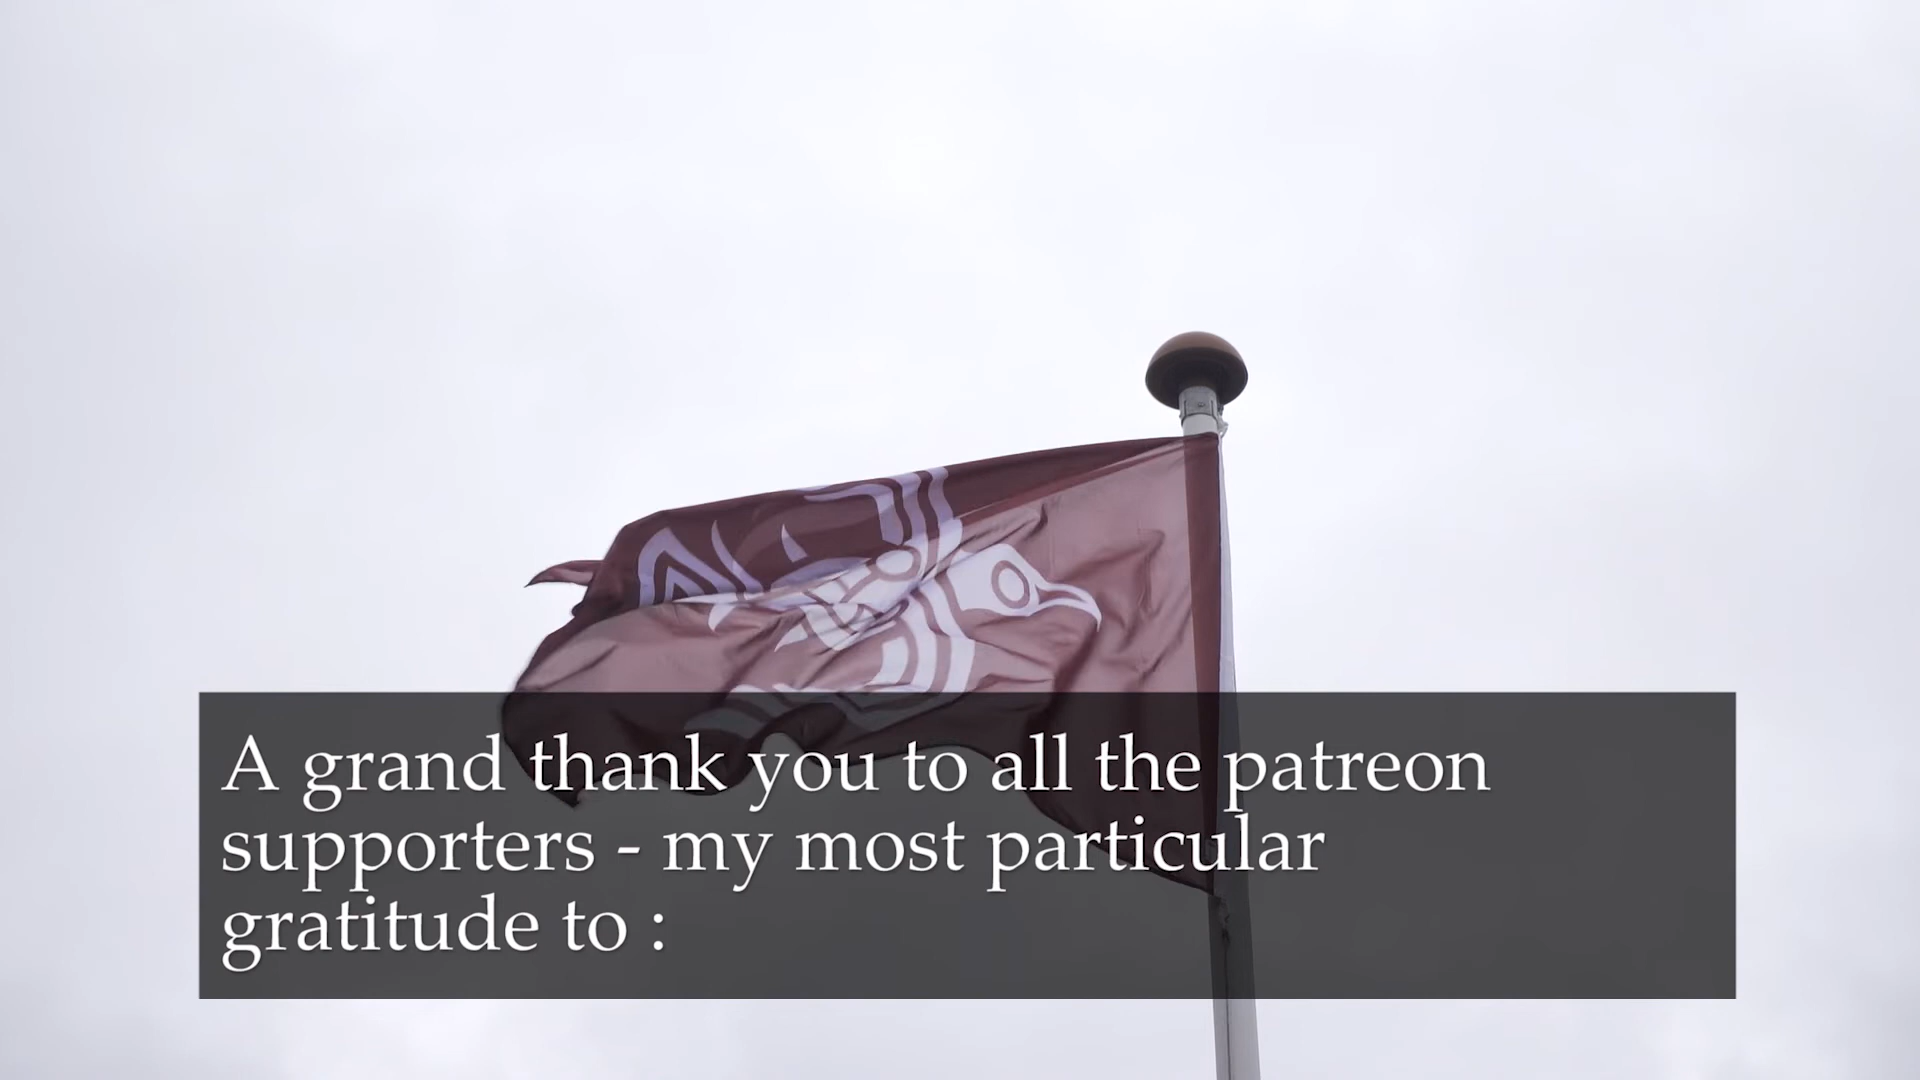 A grand thank you to all the patreon
supporters - my most particular
gratitude to :